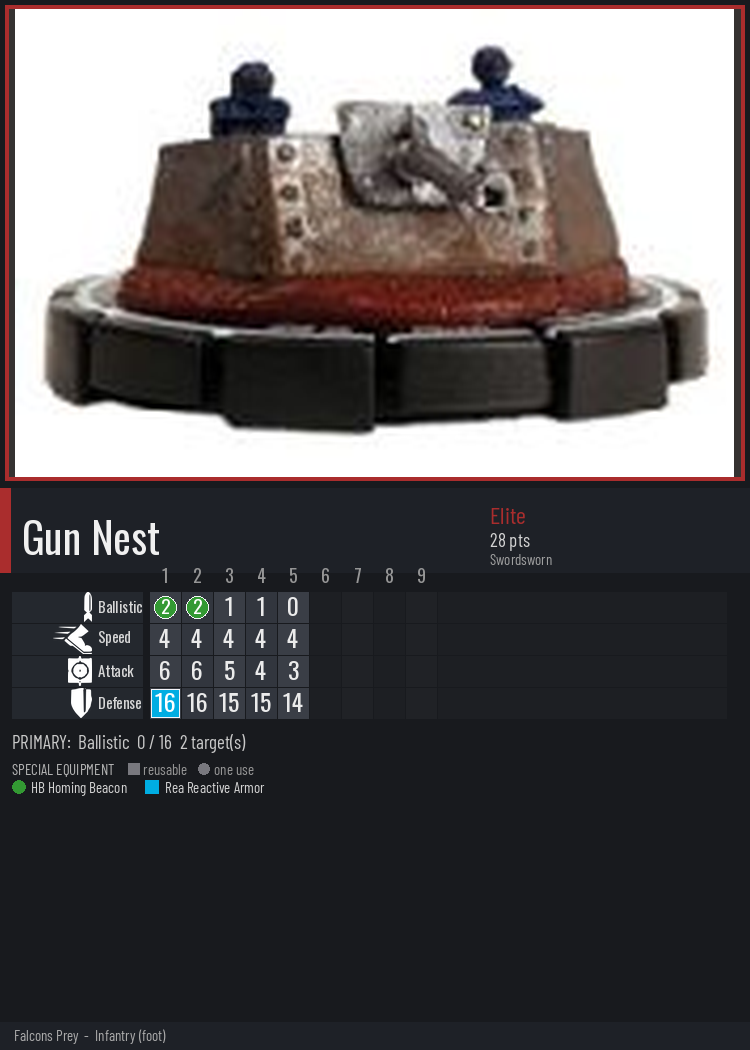 Gun Nest
Elite
28 pts
Swordsworn
1 2 3 4 5 6 7 8 9
Ballistic 2 2 1 1 0
Speed 4 4 4 4 4
Attack 6 6 5 4 3
Defense 16 16 15 15 14
PRIMARY: Ballistic 0 / 16 2 target(s)
SPECIAL EQUIPMENT reusable one use
HB Homing Beacon Rea Reactive Armor
Falcons Prey - Infantry (foot)